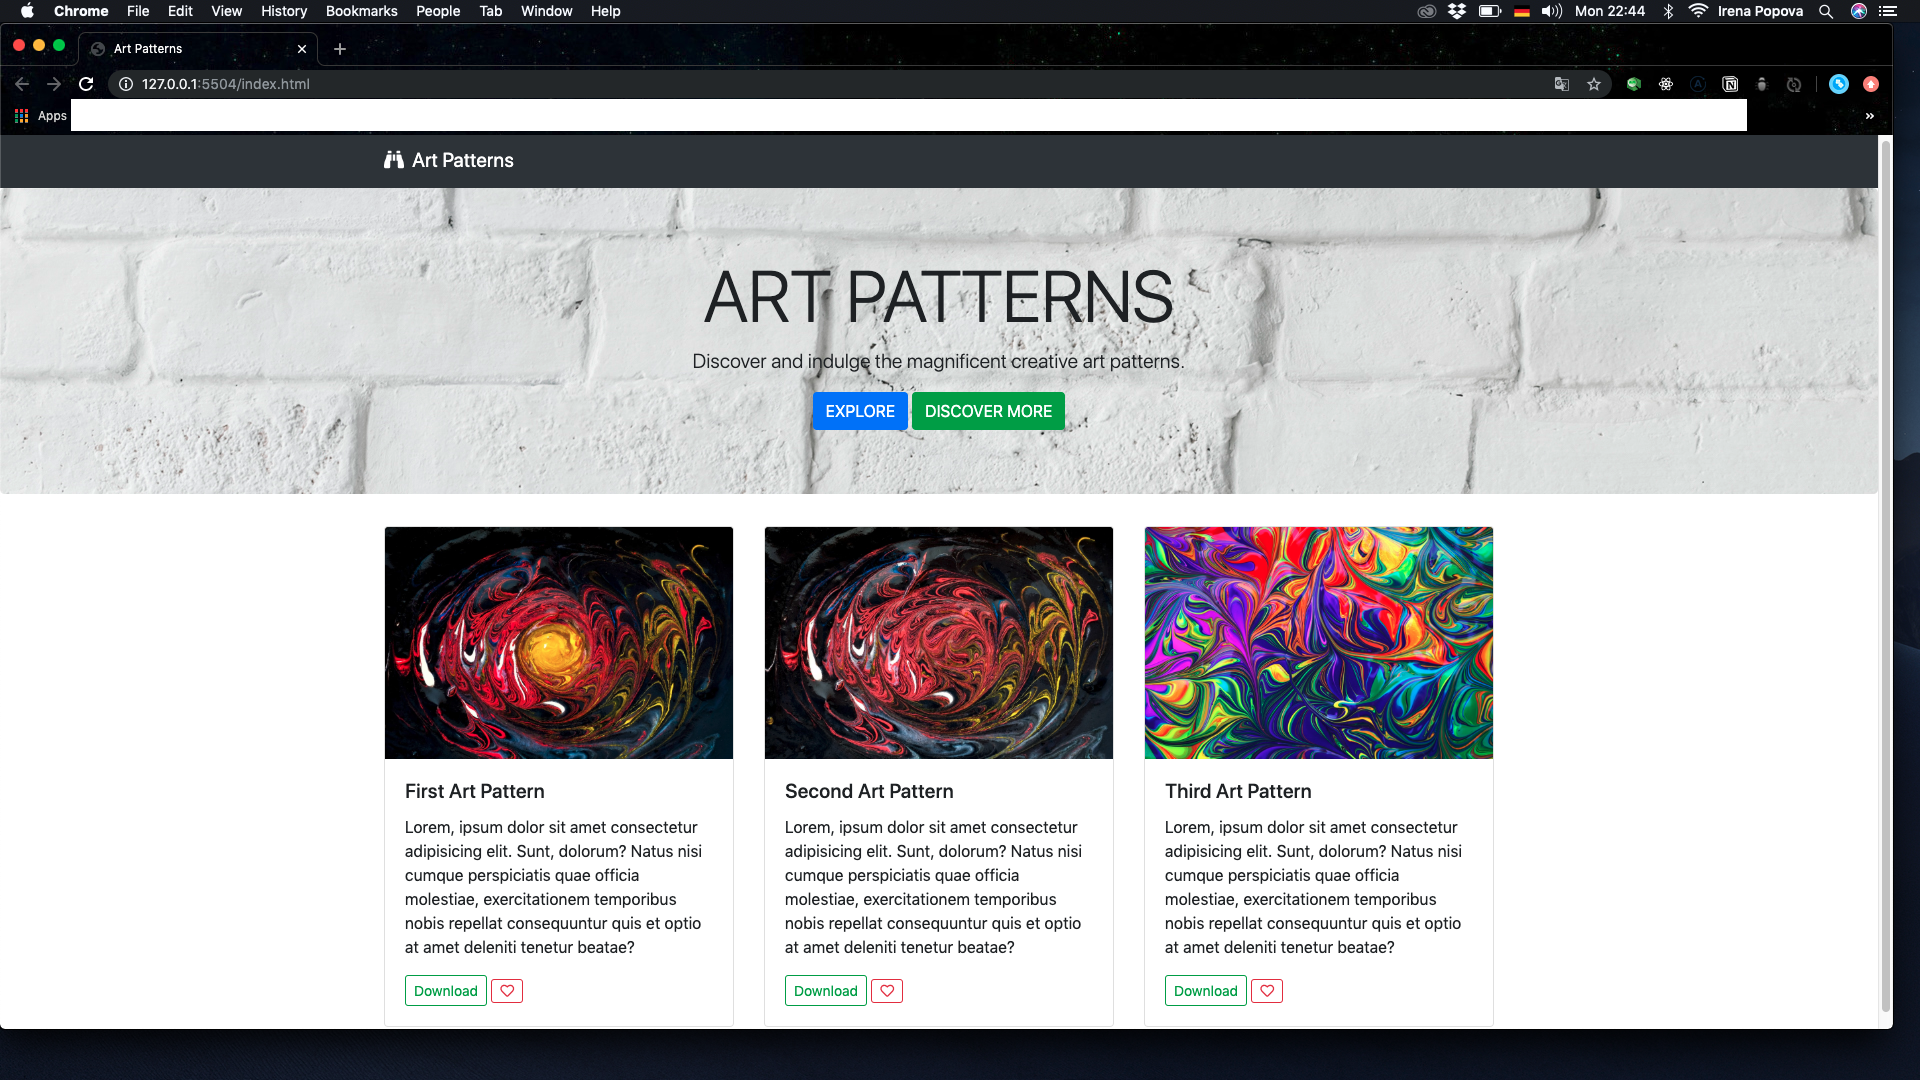 Chrome File Edit View History Bookmarks People Tab Window Help Mon 22:44 Irena Popova
Art Patterns
127.0.0.1:5504/index.html
Apps
Art Patterns
ART PATTERNS
Discover and indulge the magnificent creative art patterns.
EXPLORE DISCOVER MORE
First Art Pattern
Lorem, ipsum dolor sit amet consectetur
adipisicing elit. Sunt, dolorum? Natus nisi
cumque perspiciatis quae officia
molestiae, exercitationem temporibus
nobis repellat consequuntur quis et optio
at amet deleniti tenetur beatae?
Download
Second Art Pattern
Lorem, ipsum dolor sit amet consectetur
adipisicing elit. Sunt, dolorum? Natus nisi
cumque perspiciatis quae officia
molestiae, exercitationem temporibus
nobis repellat consequuntur quis et optio
at amet deleniti tenetur beatae?
Download
Third Art Pattern
Lorem, ipsum dolor sit amet consectetur
adipisicing elit. Sunt, dolorum? Natus nisi
cumque perspiciatis quae officia
molestiae, exercitationem temporibus
nobis repellat consequuntur quis et optio
at amet deleniti tenetur beatae?
Download